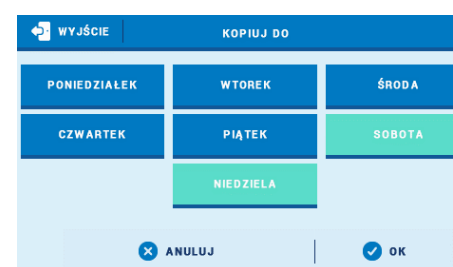 WYJŚCIE KOPIUJ DO
PONIEDZIAŁEK WTOREK ŚRODA
CZWARTEK PIĄTEK SOBOTA
NIEDZIELA
ANULUJ OK